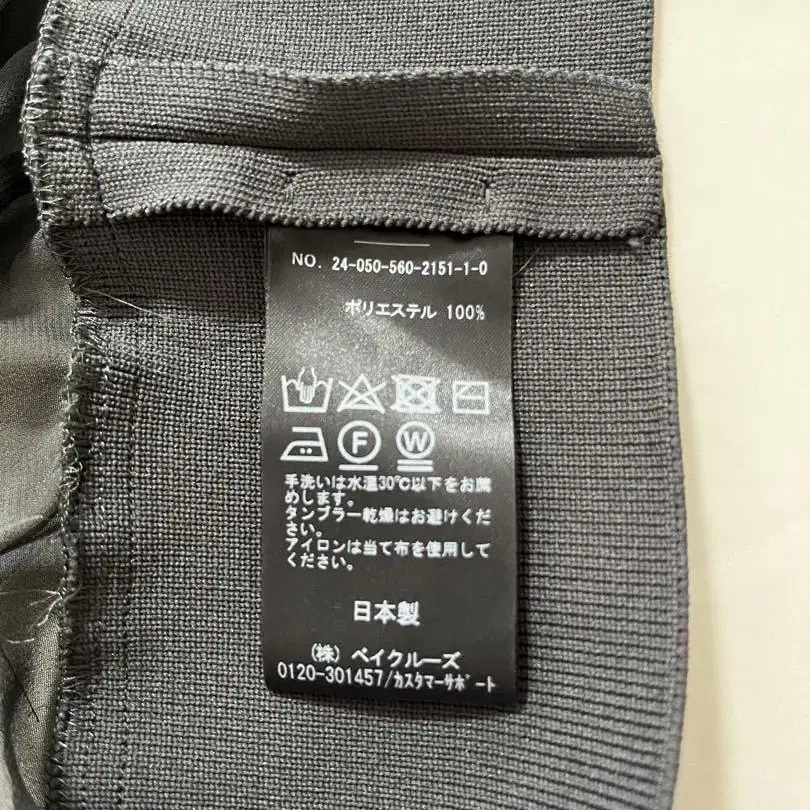 NO. 24-050-560-2151-1-0
ポリエステル 100%
F W
手洗いは水温30℃以下をお薦
めします。
タンブラー乾燥はお避けくだ
さい。
アイロンは当て布を使用して
ください。
日本製
(株) ベイクルーズ
0120-301457/カスタマーサポート